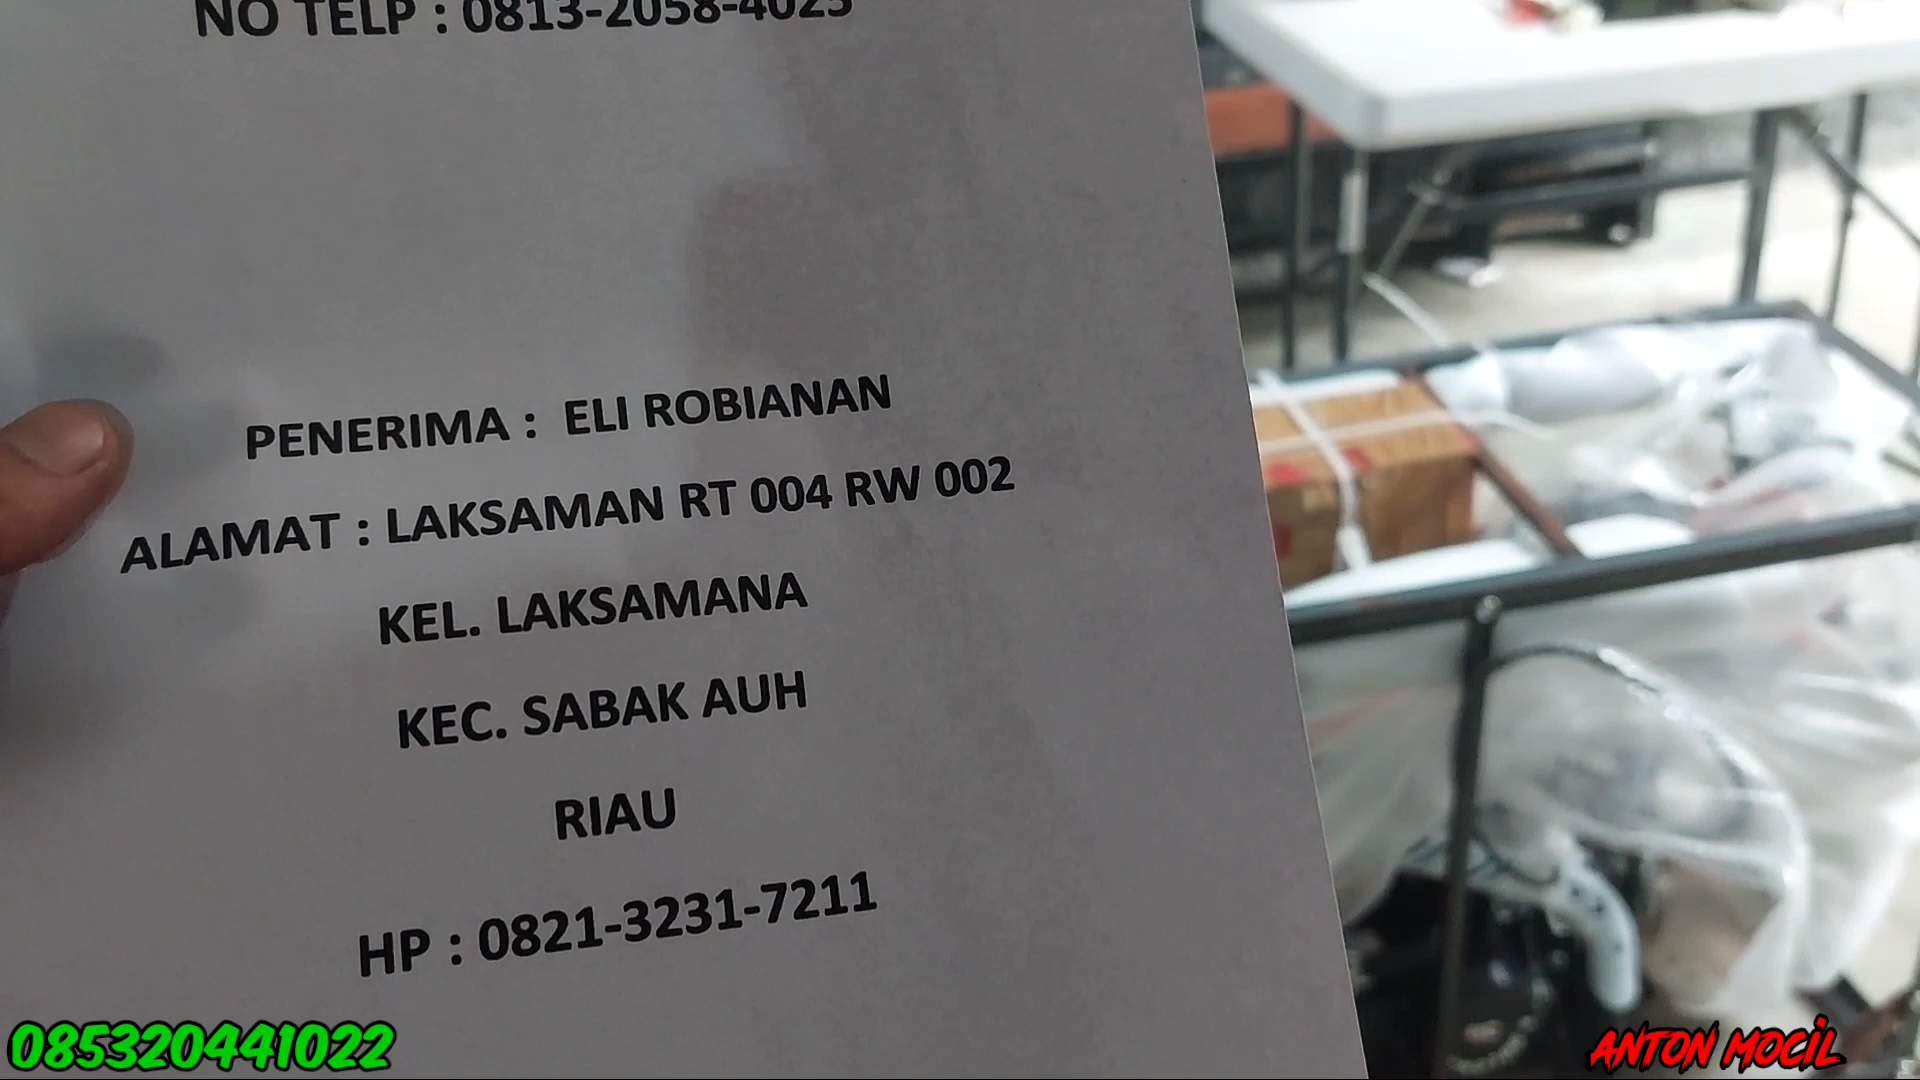 NO TELP : 0813-2058-4025
PENERIMA : ELI ROBIANAN
ALAMAT : LAKSAMAN RT 004 RW 002
KEL. LAKSAMANA
KEC. SABAK AUH
RIAU
HP : 0821-3231-7211
085320441022
ANTON MOCIL